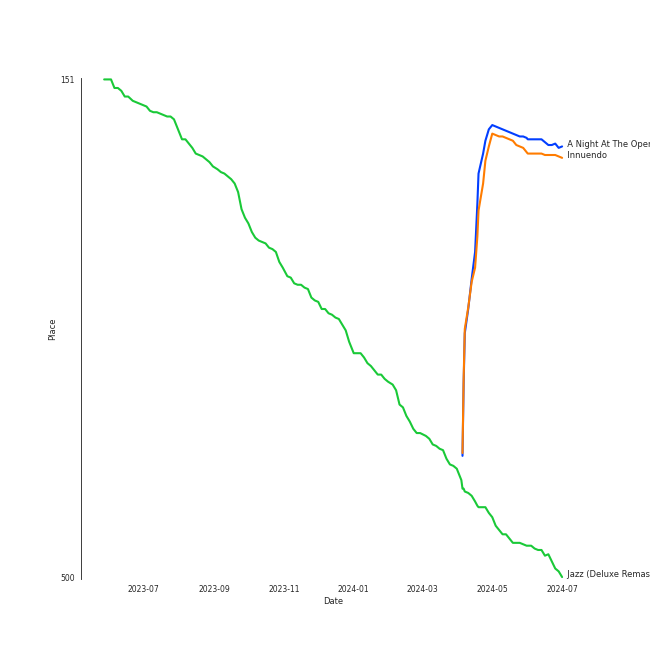 151
A Night At The Oper
Innuendo
Place
Jazz (Deluxe Remas
500
2023-07 2023-09 2023-11 2024-01 2024-03 2024-05 2024-07
Date